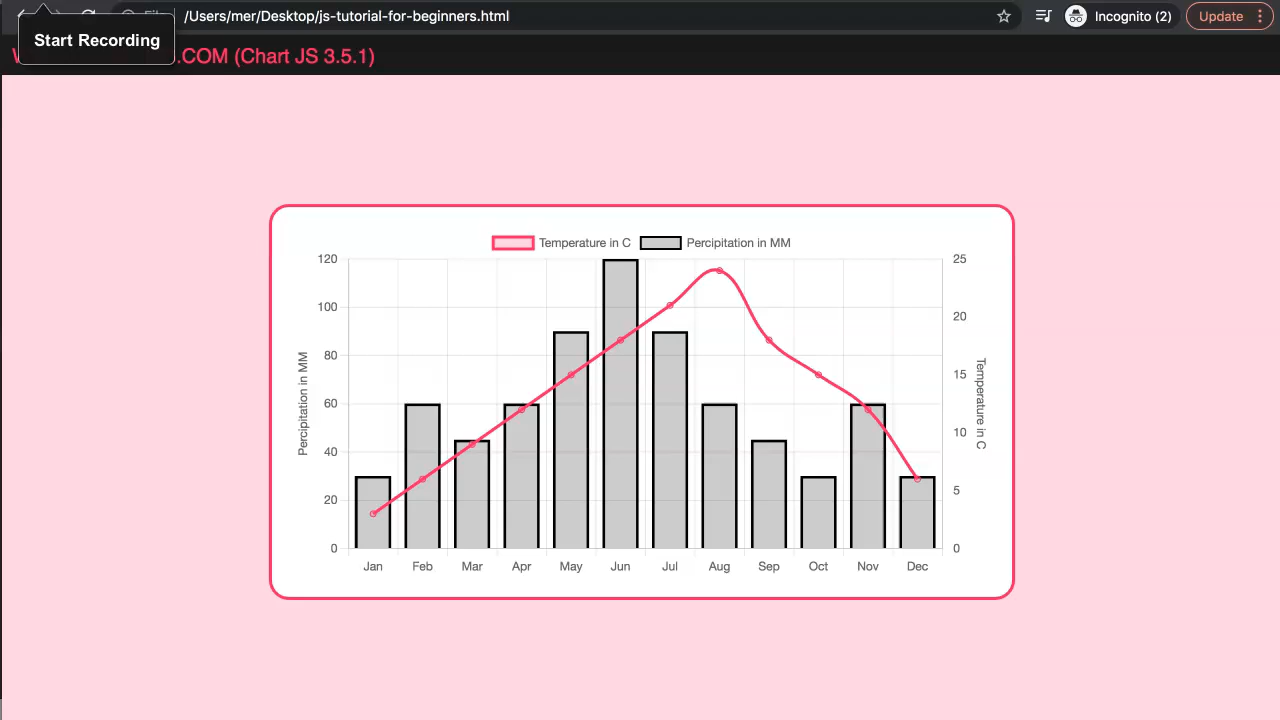 /Users/mer/Desktop/js-tutorial-for-beginners.html
Incognito (2)
Update
Start Recording
.COM (Chart JS 3.5.1)
Temperature in C
Percipitation in MM
120
100
80
60
40
20
0
Percipitation in MM
25
20
15
10
5
0
Temperature in C
Jan Feb Mar Apr May Jun Jul Aug Sep Oct Nov Dec